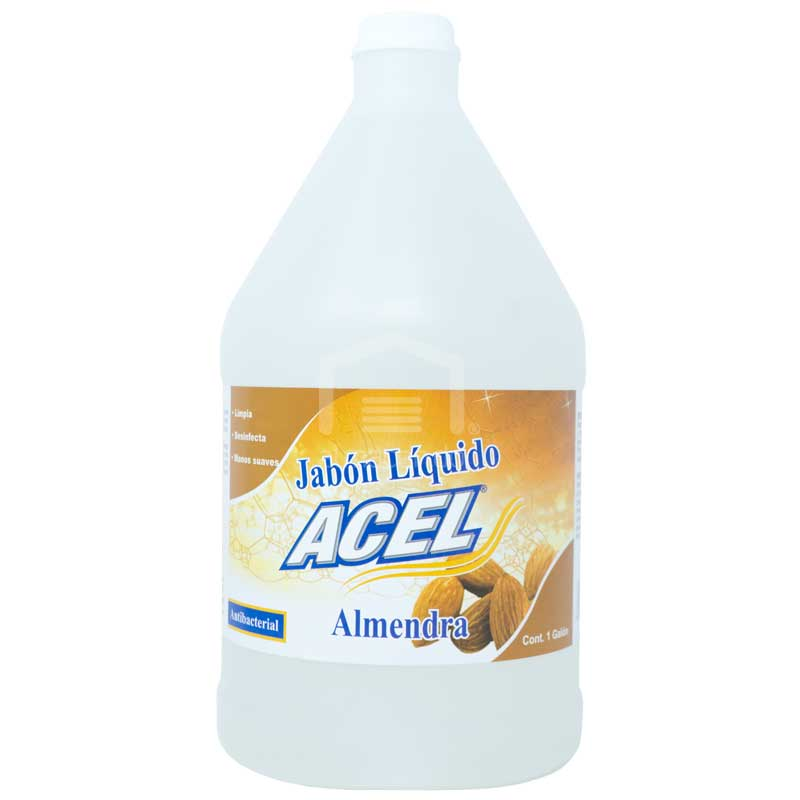 • Limpia
• Desinfecta
• Manos suaves
Jabón Líquido
ACEL®
Almendra
Antibacterial
Cont. 1 Galón